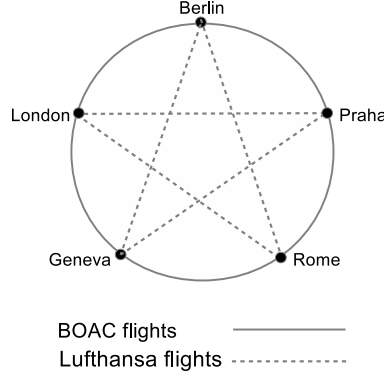 Berlin
London
Praha
Geneva
Rome
BOAC flights
Lufthansa flights